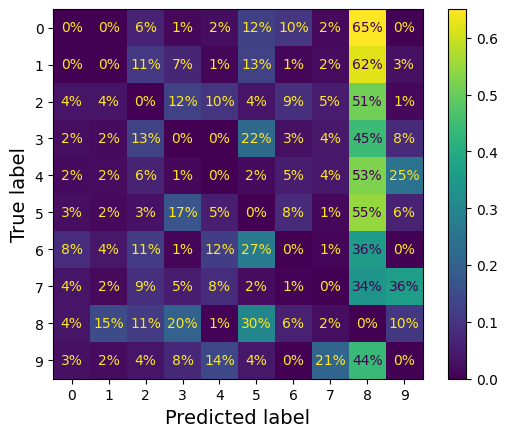 0 0% 0% 6% 1% 2% 12% 10% 2% 65% 0%
1 0% 0% 11% 7% 1% 13% 1% 2% 62% 3%
2 4% 4% 0% 12% 10% 4% 9% 5% 51% 1%
3 2% 2% 13% 0% 0% 22% 3% 4% 45% 8%
4 2% 2% 6% 1% 0% 2% 5% 4% 53% 25%
5 3% 2% 3% 17% 5% 0% 8% 1% 55% 6%
6 8% 4% 11% 1% 12% 27% 0% 1% 36% 0%
7 4% 2% 9% 5% 8% 2% 1% 0% 34% 36%
8 4% 15% 11% 20% 1% 30% 6% 2% 0% 10%
9 3% 2% 4% 8% 14% 4% 0% 21% 44% 0%
0 1 2 3 4 5 6 7 8 9
Predicted label
True label
0.6
0.5
0.4
0.3
0.2
0.1
0.0